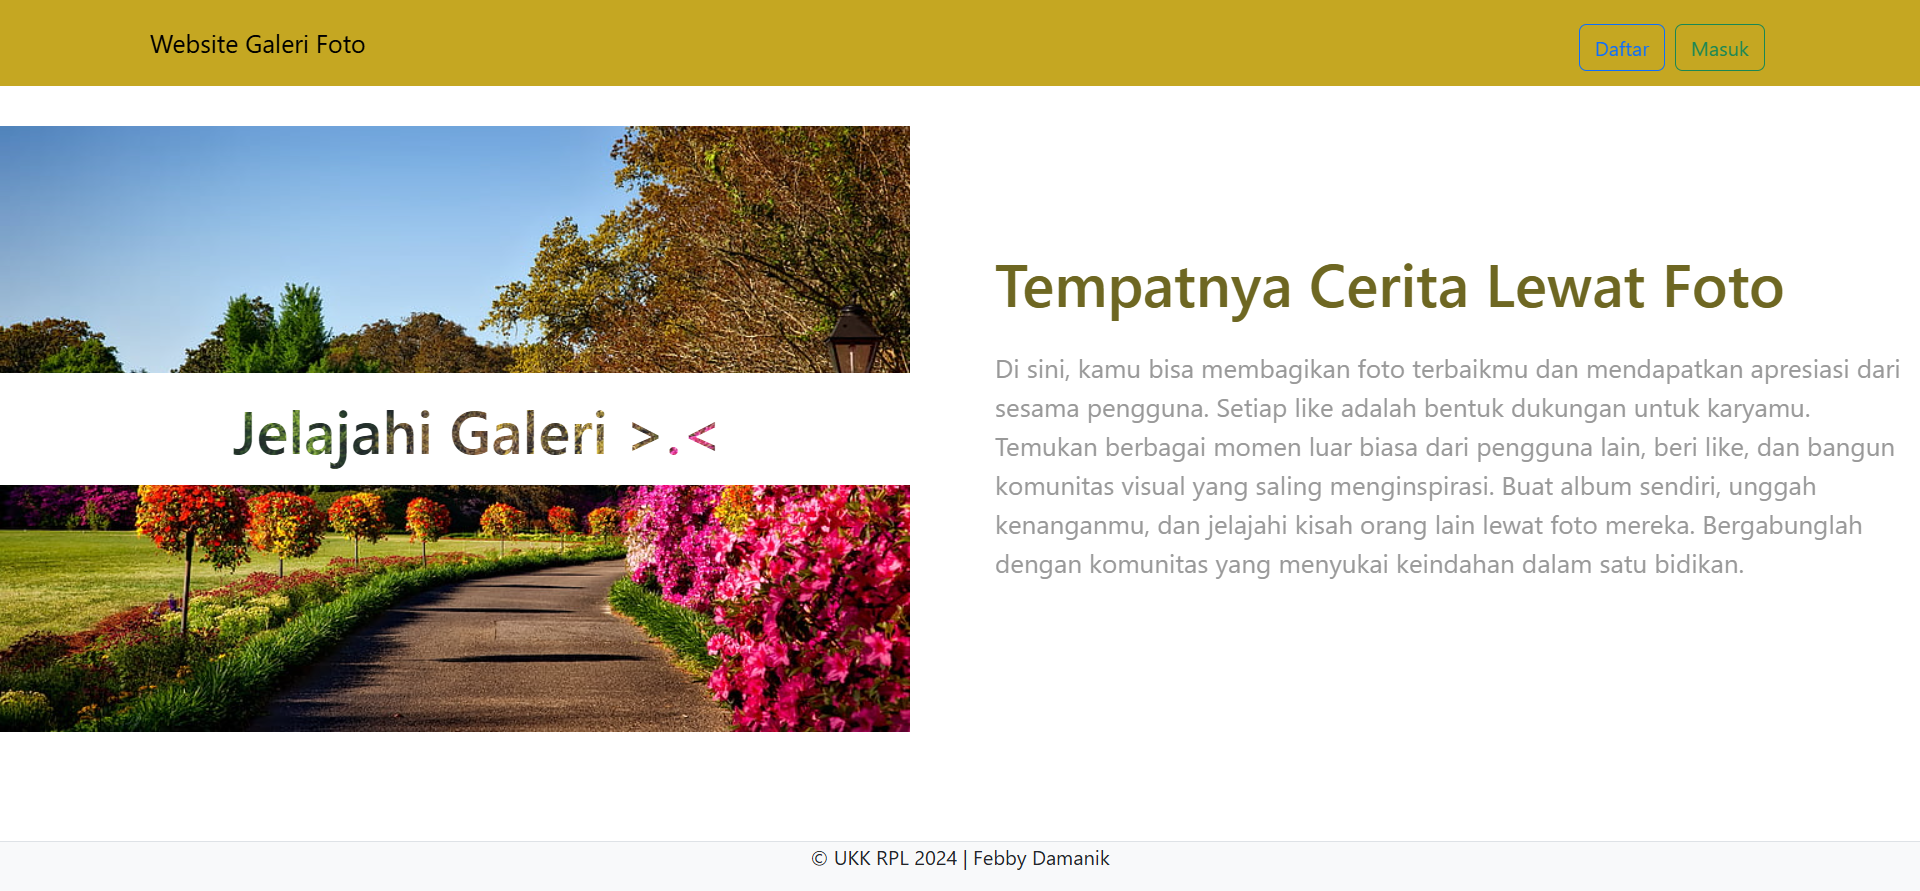 Website Galeri Foto
Daftar
Masuk
Jelajahi Galeri >.<
Tempatnya Cerita Lewat Foto
Di sini, kamu bisa membagikan foto terbaikmu dan mendapatkan apresiasi dari
sesama pengguna. Setiap like adalah bentuk dukungan untuk karyamu.
Temukan berbagai momen luar biasa dari pengguna lain, beri like, dan bangun
komunitas visual yang saling menginspirasi. Buat album sendiri, unggah
kenanganmu, dan jelajahi kisah orang lain lewat foto mereka. Bergabunglah
dengan komunitas yang menyukai keindahan dalam satu bidikan.
© UKK RPL 2024 | Febby Damanik